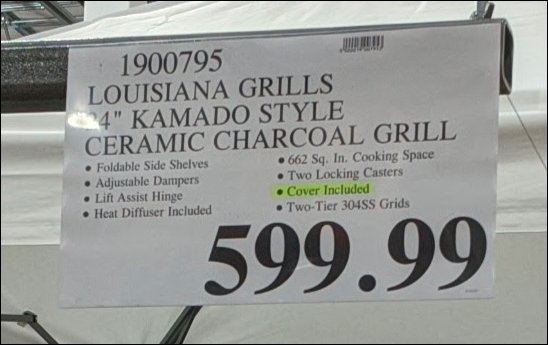 1900795
LOUISIANA GRILLS
4" KAMADO STYLE
CERAMIC CHARCOAL GRILL
• Foldable Side Shelves
• Adjustable Dampers
• Lift Assist Hinge
• Heat Diffuser Included
• 662 Sq. In. Cooking Space
• Two Locking Casters
• Cover Included
• Two-Tier 304SS Grids
599.99